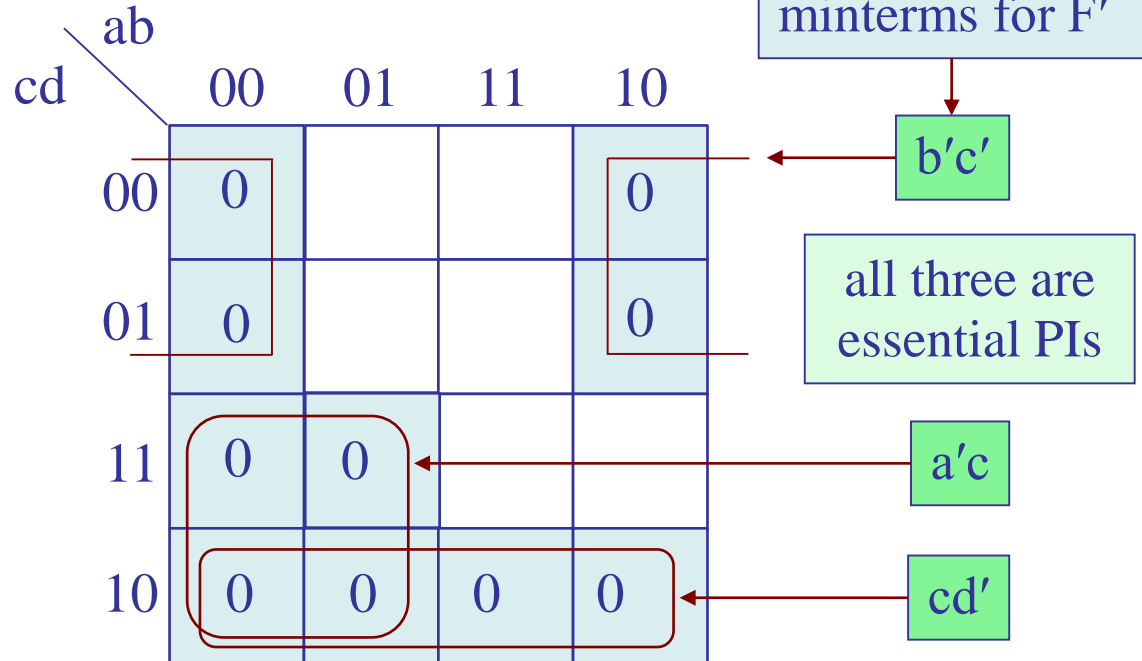 minterms for F′
ab
cd
00 01 11 10
00 0 0
b′c′
01 0 0
all three are
essential PIs
11 0 0
a′c
10 0 0 0 0
cd′